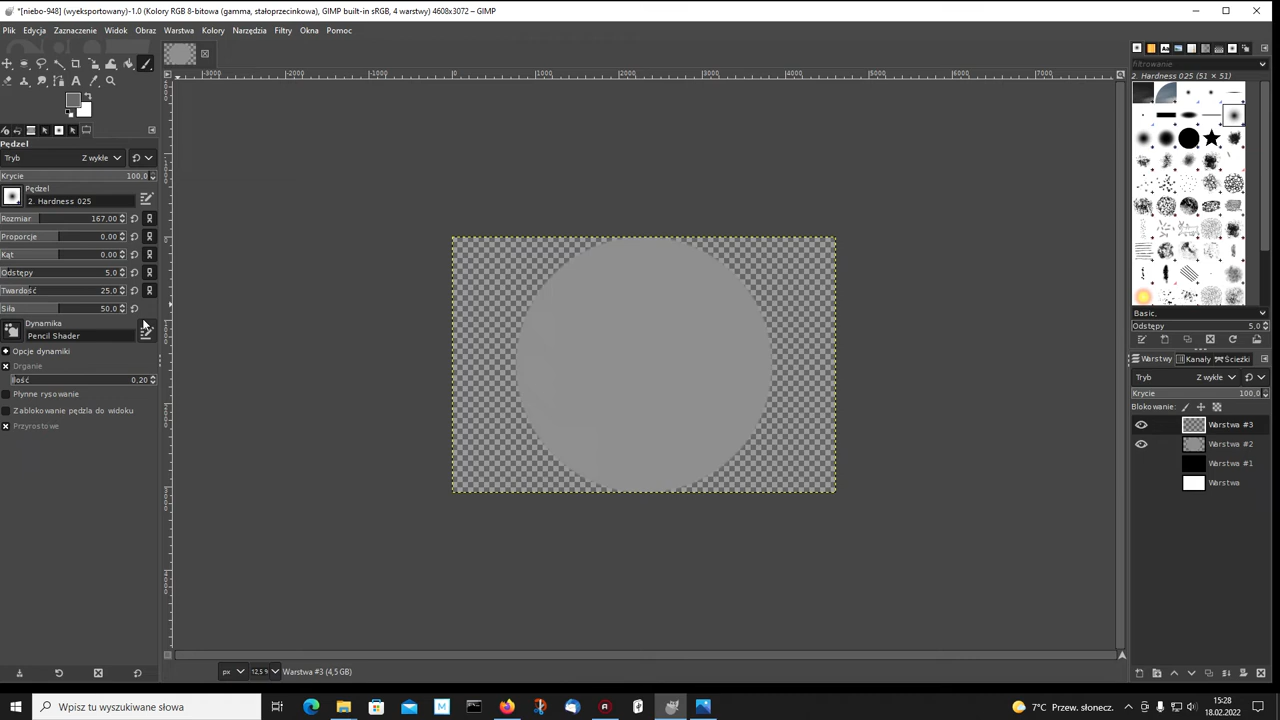 *[niebo-948] (wyeksportowany)-1.0 (Kolory RGB 8-bitowa (gamma, stałoprzecinkowa), GIMP built-in sRGB, 4 warstwy) 4608x3072 – GIMP
Plik Edycja Zaznaczenie Widok Obraz Warstwa Kolory Narzędzia Filtry Okna Pomoc
-3000 -2000 -1000 0 1000 2000 3000 4000 5000 6000 7000
filtrowanie
2. Hardness 025 (51 × 51)
Pędzel
Tryb Z wykłe
Krycie 100,0
Pędzel
2. Hardness 025
Rozmiar 167,00
Proporcje 0,00
Kąt 0,00
Odstępy 5,0
Twardość 25,0
Siła 50,0
Dynamika
Pencil Shader
Opcje dynamiki
Drganie
Ilość 0,20
Płynne rysowanie
Zablokowanie pędzla do widoku
Przyrostowe
Basic,
Odstępy 5,0
Warstwy Kanały Ścieżki
Tryb Z wykłe
Krycie 100,0
Blokowanie:
Warstwa #3
Warstwa #2
Warstwa #1
Warstwa
px 12,5 % Warstwa #3 (4,5 GB)
Wpisz tu wyszukiwane słowa
7°C Przew. słonecz.
15:28
18.02.2022